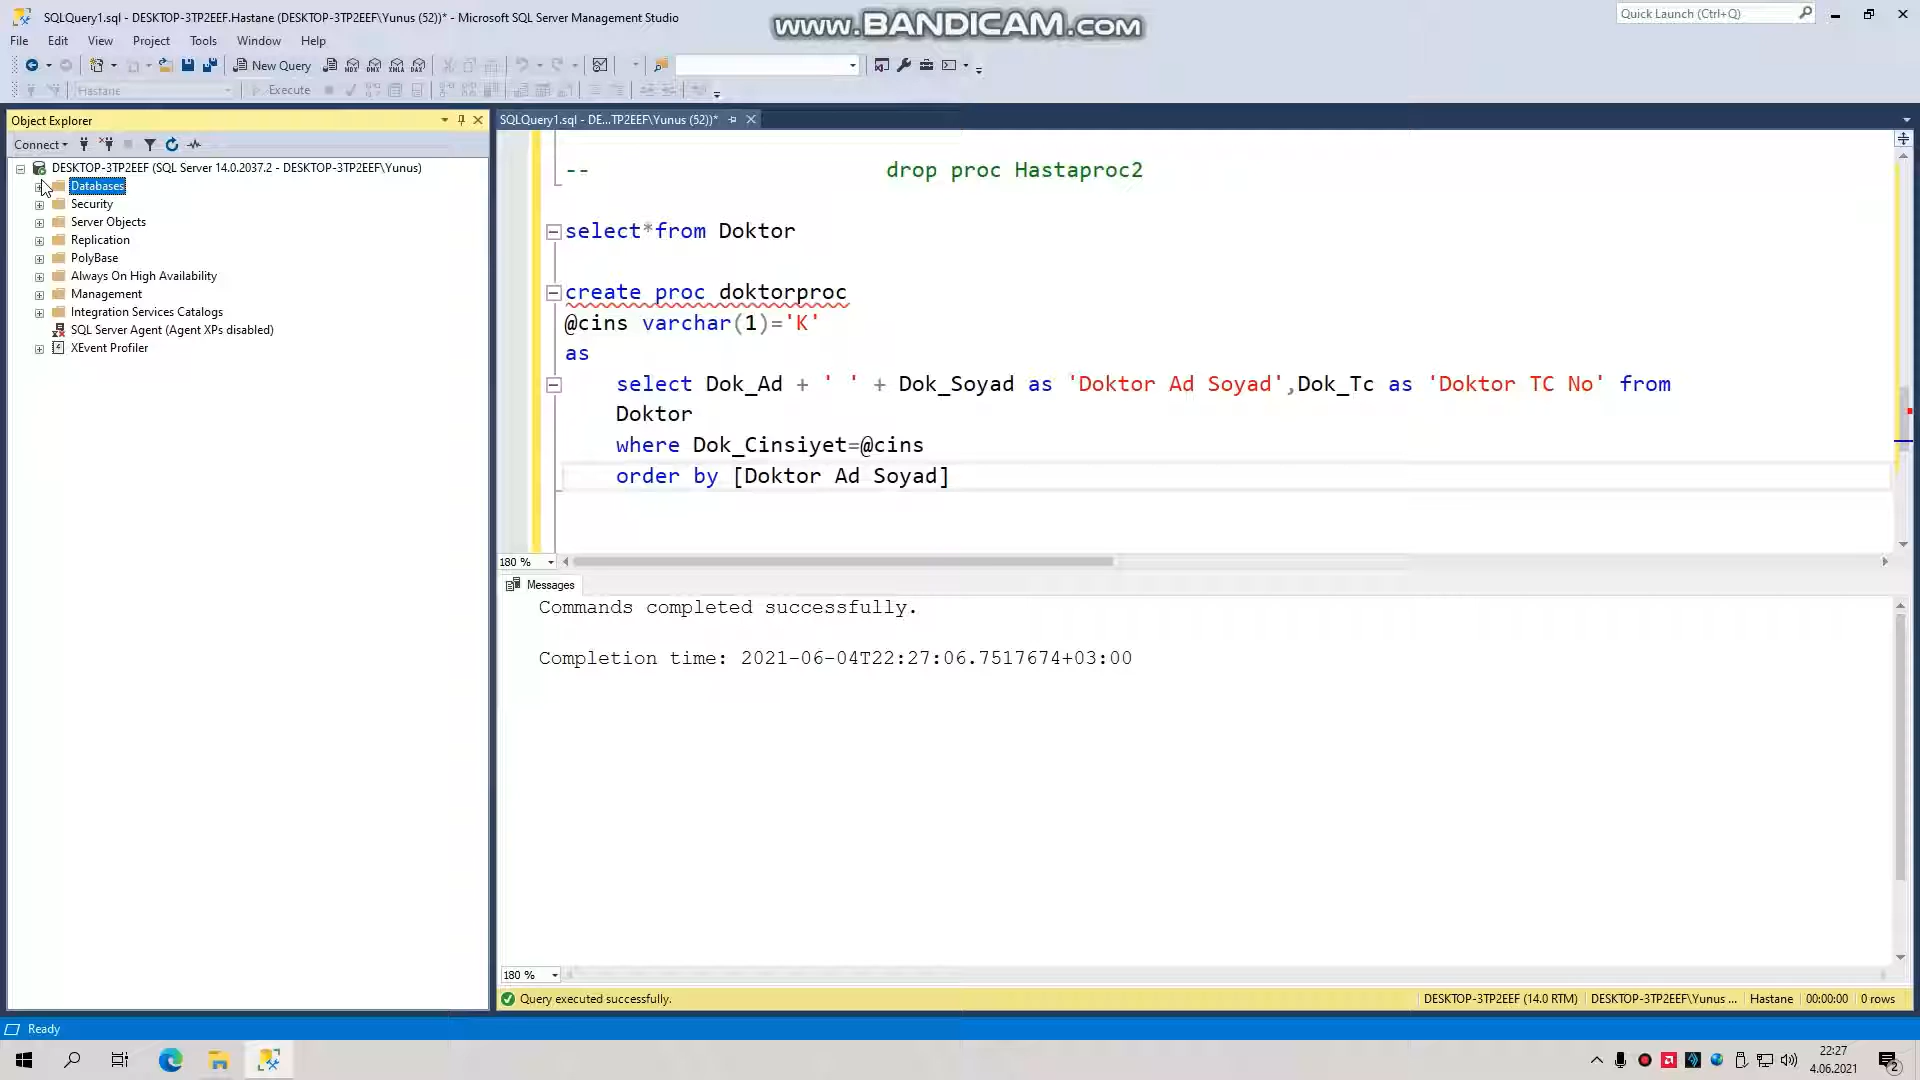 SQLQuery1.sql - DESKTOP-3TP2EEF.Hastane (DESKTOP-3TP2EEF\Yunus (52))* - Microsoft SQL Server Management Studio
www.BANDICAM.com
Quick Launch (Ctrl+Q)
File Edit View Project Tools Window Help
New Query
MDX DMX XMLA DAX
Hastane
Execute
Object Explorer
SQLQuery1.sql - DE...TP2EEF\Yunus (52))*
Connect
DESKTOP-3TP2EEF (SQL Server 14.0.2037.2 - DESKTOP-3TP2EEF\Yunus)
Databases
Security
Server Objects
Replication
PolyBase
Always On High Availability
Management
Integration Services Catalogs
SQL Server Agent (Agent XPs disabled)
XEvent Profiler
-- drop proc Hastaproc2
select*from Doktor
create proc doktorproc
@cins varchar(1)='K'
as
select Dok_Ad + ' ' + Dok_Soyad as 'Doktor Ad Soyad',Dok_Tc as 'Doktor TC No' from
Doktor
where Dok_Cinsiyet=@cins
order by [Doktor Ad Soyad]
180 %
Messages
Commands completed successfully.
Completion time: 2021-06-04T22:27:06.7517674+03:00
180 %
Query executed successfully.
DESKTOP-3TP2EEF (14.0 RTM) DESKTOP-3TP2EEF\Yunus ... Hastane 00:00:00 0 rows
Ready
22:27
4.06.2021
2